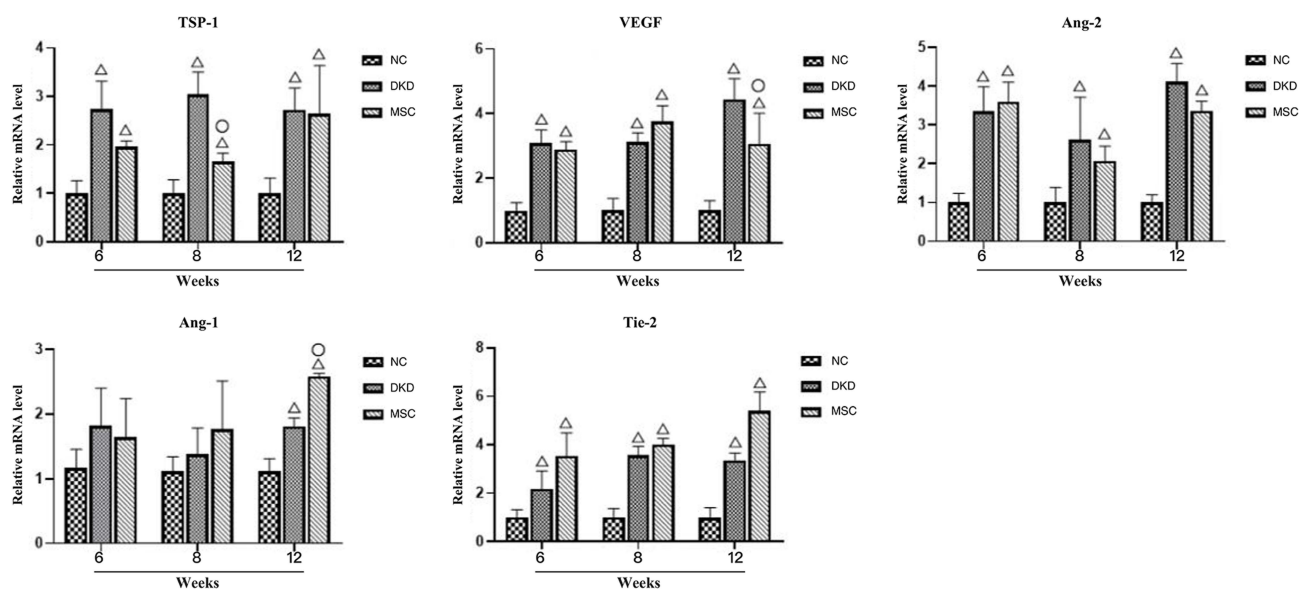 TSP-1
Relative mRNA level
4
3
2
1
0
6 8 12
Weeks
NC
DKD
MSC
VEGF
Relative mRNA level
6
4
2
0
6 8 12
Weeks
NC
DKD
MSC
Ang-2
Relative mRNA level
5
4
3
2
1
0
6 8 12
Weeks
NC
DKD
MSC
Ang-1
Relative mRNA level
3
2
1
0
6 8 12
Weeks
NC
DKD
MSC
Tie-2
Relative mRNA level
8
6
4
2
0
6 8 12
Weeks
NC
DKD
MSC